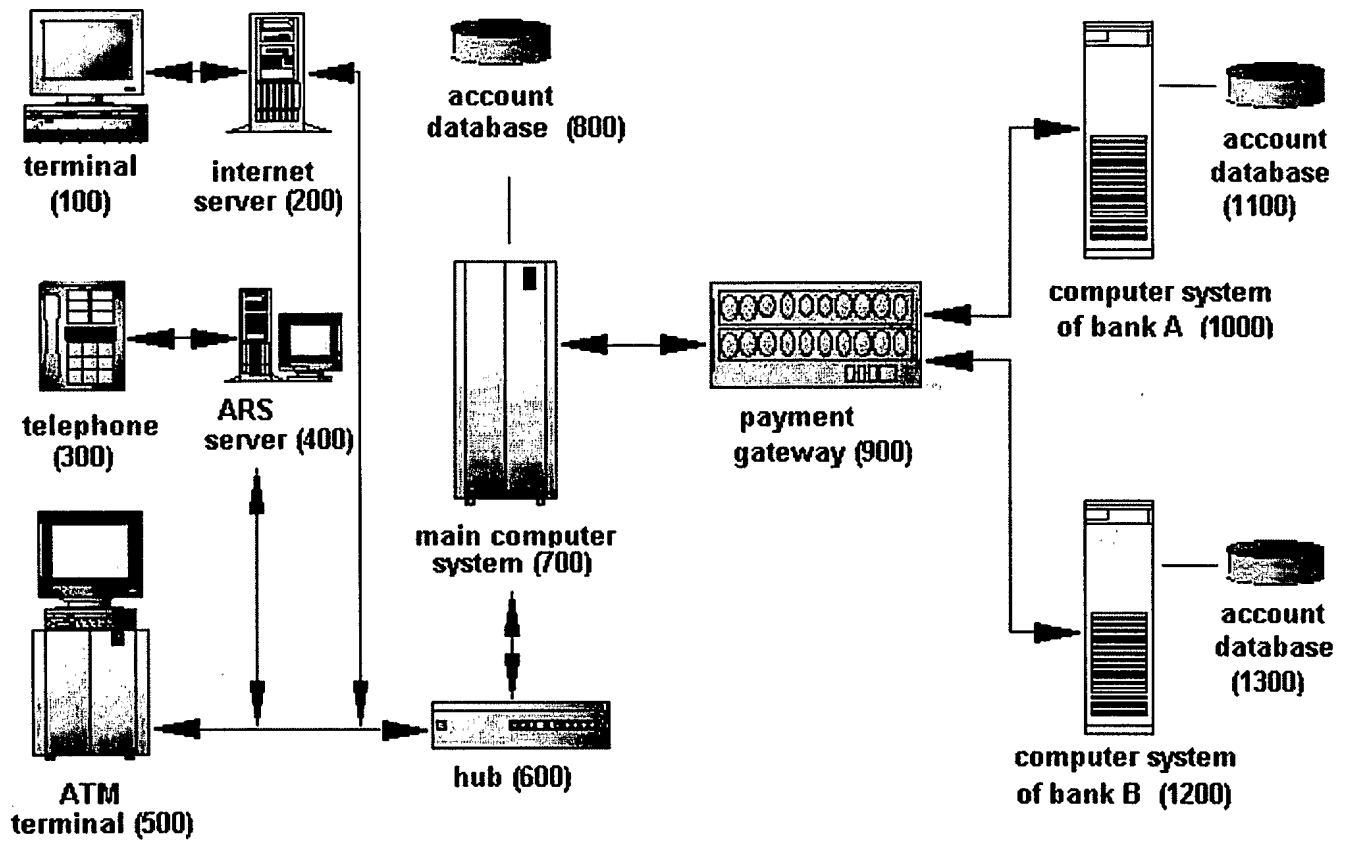 terminal
(100)
internet
server (200)
account
database (800)
account
database
(1100)
telephone
(300)
ARS
server (400)
computer system
of bank A (1000)
payment
gateway (900)
main computer
system (700)
account
database
(1300)
ATM
terminal (500)
hub (600)
computer system
of bank B (1200)